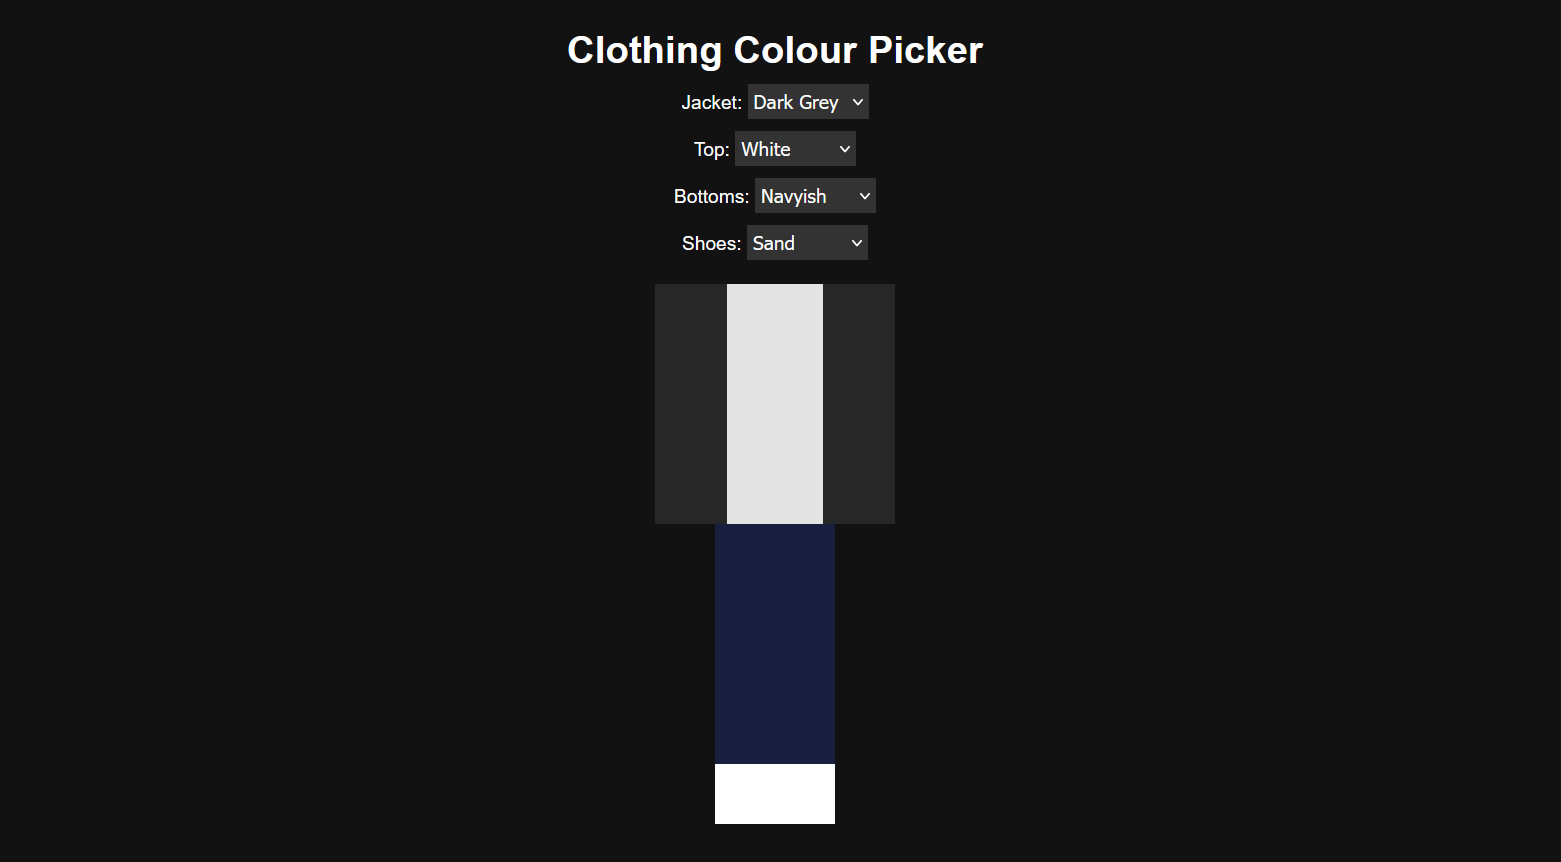 Clothing Colour Picker
Jacket: Dark Grey
Top: White
Bottoms: Navyish
Shoes: Sand